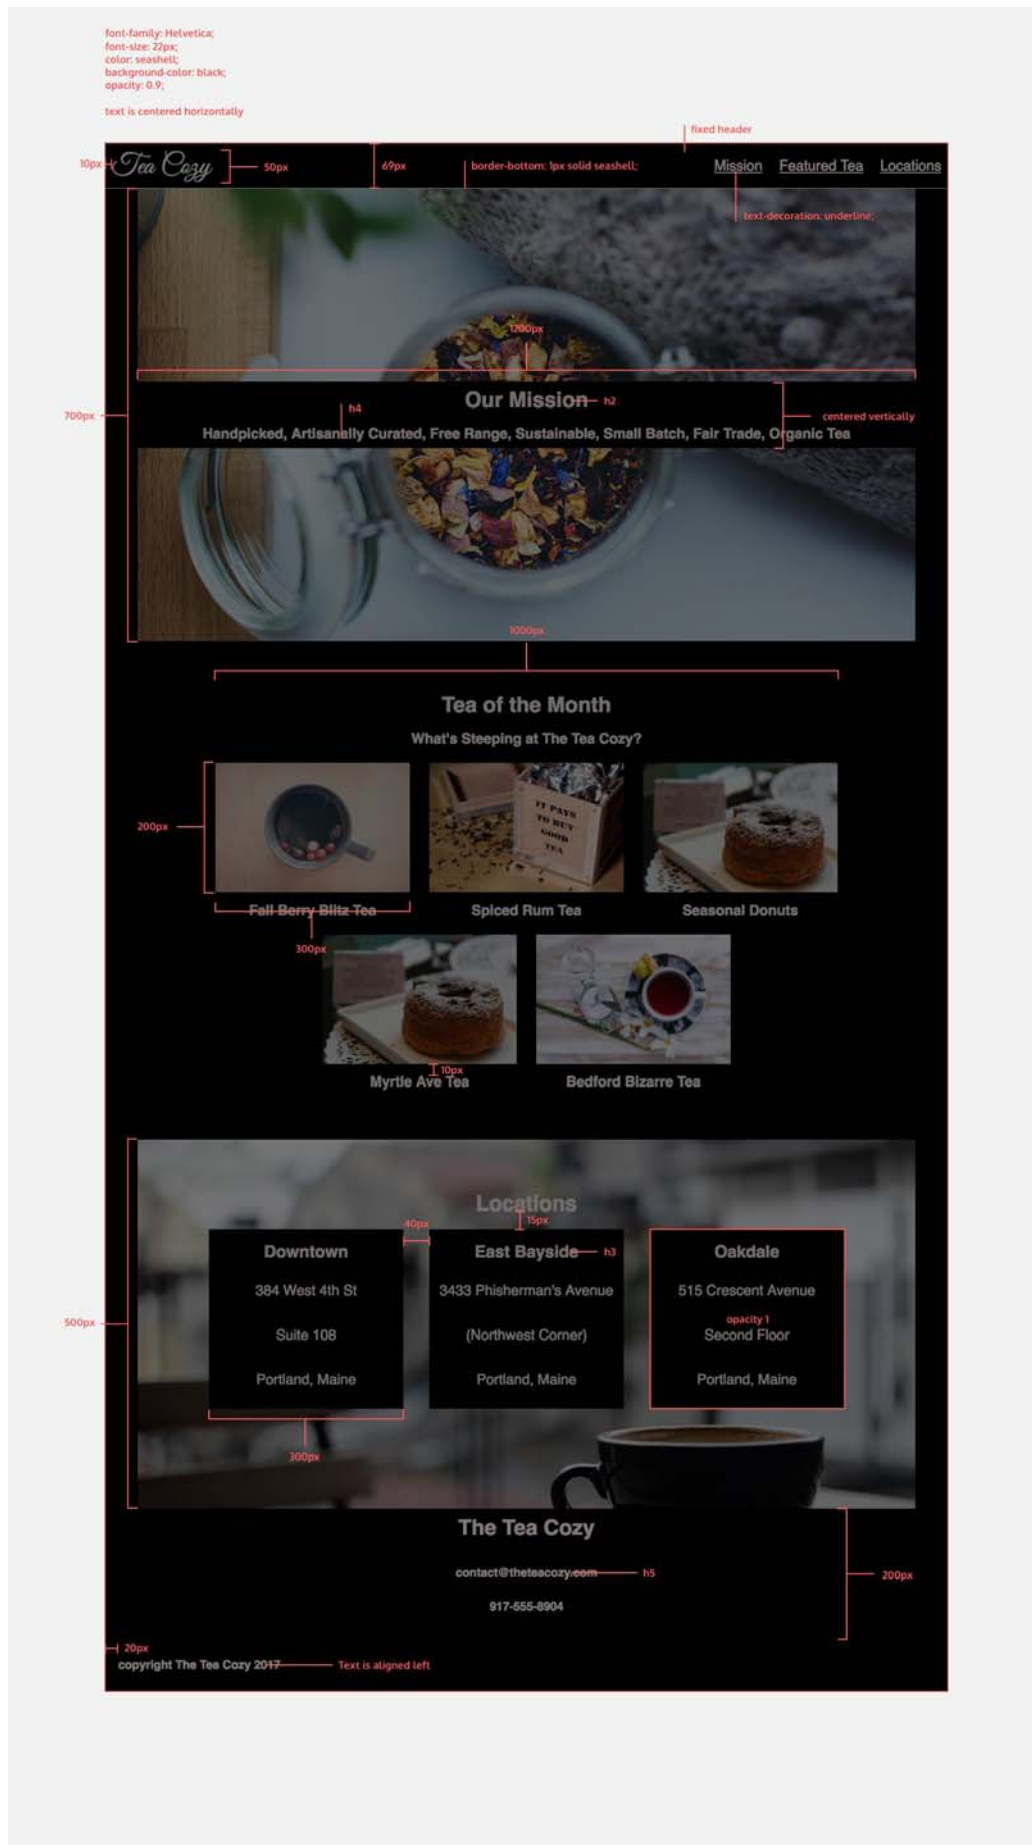 font-family: Helvetica;
font-size: 22px;
color: seashell;
background-color: black;
opacity: 0.9;
text is centered horizontally
fixed header
10px
Tea Cozy
50px
69px
border-bottom: 1px solid seashell;
Mission Featured Tea Locations
text-decoration: underline;
1200px
Our Mission
h2
h4
700px
centered vertically
Handpicked, Artisanally Curated, Free Range, Sustainable, Small Batch, Fair Trade, Organic Tea
1000px
Tea of the Month
What's Steeping at The Tea Cozy?
IT PAYS
TO BUY
GOOD
TEA
200px
Fall Berry Blitz Tea Spiced Rum Tea Seasonal Donuts
300px
10px
Myrtle Ave Tea Bedford Bizarre Tea
Locations
40px
15px
Downtown East Bayside Oakdale
h3
384 West 4th St 3433 Phisherman's Avenue 515 Crescent Avenue
opacity 1
500px
Suite 108 (Northwest Corner) Second Floor
Portland, Maine Portland, Maine Portland, Maine
300px
The Tea Cozy
contact@theteacozy.com
h5
200px
917-555-8904
20px
copyright The Tea Cozy 2017
Text is aligned left